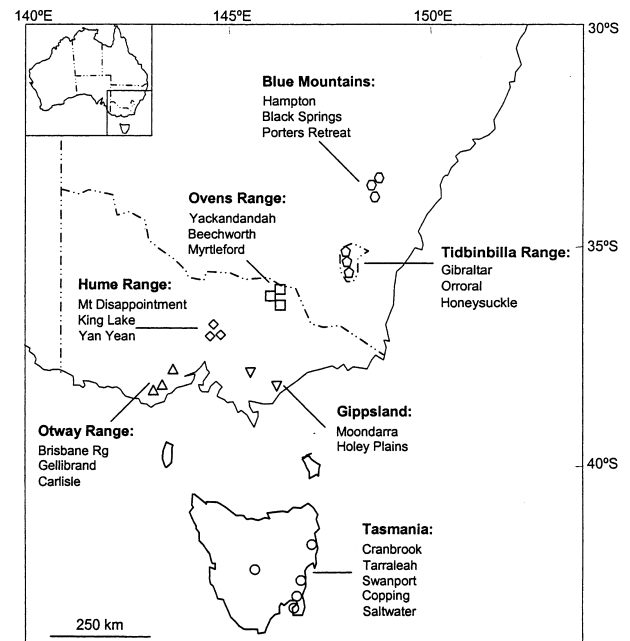 140ºE
145ºE
150ºE
30ºS
Blue Mountains:
Hampton
Black Springs
Porters Retreat
Ovens Range:
Yackandandah
Beechworth
Myrtleford
35ºS
Tidbinbilla Range:
Gibraltar
Orroral
Honeysuckle
Hume Range:
Mt Disappointment
King Lake
Yan Yean
Gippsland:
Moondarra
Holey Plains
Otway Range:
Brisbane Rg
Gellibrand
Carlisle
40ºS
Tasmania:
Cranbrook
Tarraleah
Swanport
Copping
Saltwater
250 km